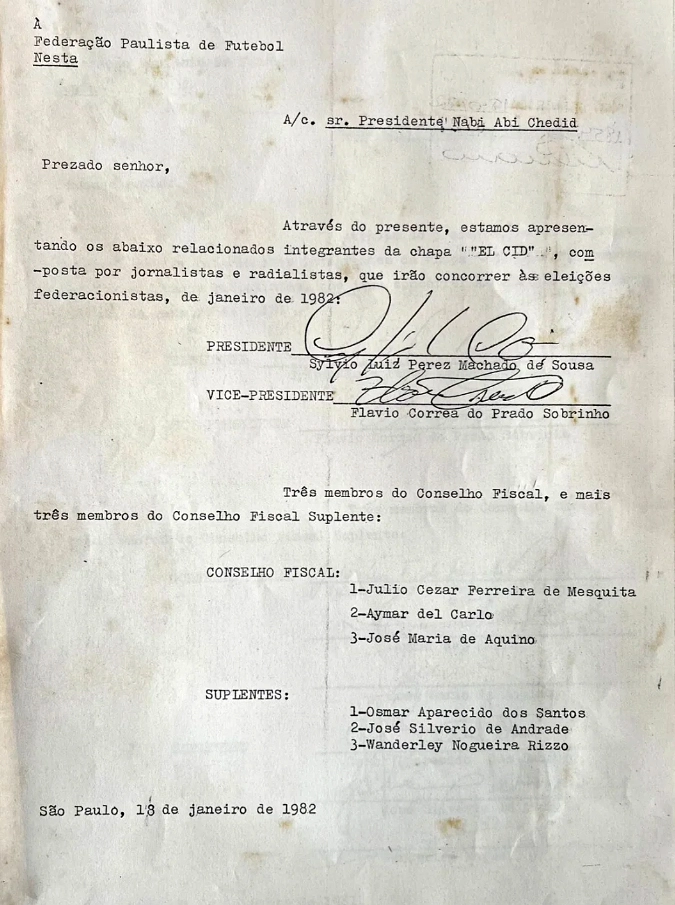 À
Federação Paulista de Futebol
Nesta
A/c. sr. Presidente Nabi Abi Chedid
Prezado senhor,
Através do presente, estamos apresen-
tando os abaixo relacionados integrantes da chapa ""EL CID"", com
-posta por jornalistas e radialistas, que irão concorrer às eleições
federacionistas, de janeiro de 1982:
PRESIDENTE
Sylvio Luiz Perez Machado de Sousa
VICE-PRESIDENTE
Flavio Corrêa do Prado Sobrinho
Três membros do Conselho Fiscal, e mais
três membros do Conselho Fiscal Suplente:
CONSELHO FISCAL:
1-Julio Cezar Ferreira de Mesquita
2-Aymar del Carlo
3-José Maria de Aquino
SUPLENTES:
1-Osmar Aparecido dos Santos
2-José Silverio de Andrade
3-Wanderley Nogueira Rizzo
São Paulo, 18 de janeiro de 1982